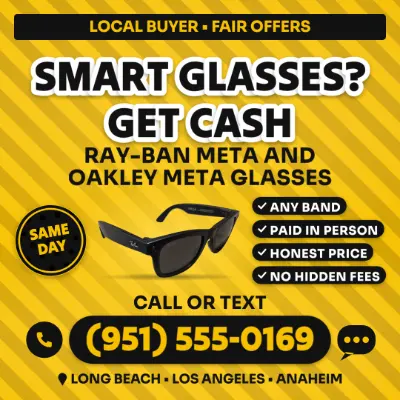 LOCAL BUYER • FAIR OFFERS
SMART GLASSES?
GET CASH
RAY-BAN META AND
OAKLEY META GLASSES
SAME
DAY
Ray-Ban
ANY BAND
PAID IN PERSON
HONEST PRICE
NO HIDDEN FEES
CALL OR TEXT
(951) 555-0169
LONG BEACH • LOS ANGELES • ANAHEIM